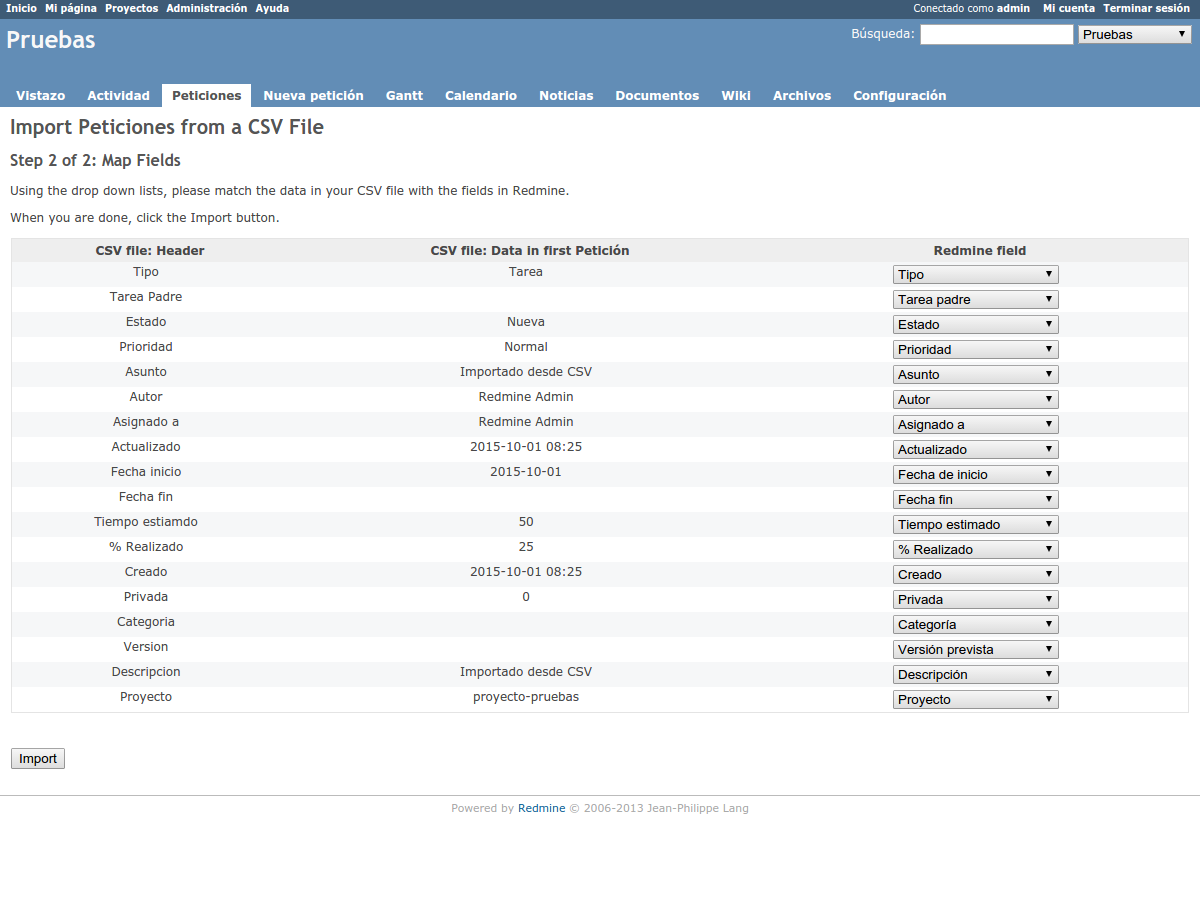 Inicio Mi página Proyectos Administración Ayuda Conectado como admin Mi cuenta Terminar sesión
Pruebas Búsqueda: Pruebas
Vistazo Actividad Peticiones Nueva petición Gantt Calendario Noticias Documentos Wiki Archivos Configuración
Import Peticiones from a CSV File
Step 2 of 2: Map Fields
Using the drop down lists, please match the data in your CSV file with the fields in Redmine.
When you are done, click the Import button.
CSV file: Header CSV file: Data in first Petición Redmine field
Tipo Tarea Tipo
Tarea Padre Tarea padre
Estado Nueva Estado
Prioridad Normal Prioridad
Asunto Importado desde CSV Asunto
Autor Redmine Admin Autor
Asignado a Redmine Admin Asignado a
Actualizado 2015-10-01 08:25 Actualizado
Fecha inicio 2015-10-01 Fecha de inicio
Fecha fin Fecha fin
Tiempo estiamdo 50 Tiempo estimado
% Realizado 25 % Realizado
Creado 2015-10-01 08:25 Creado
Privada 0 Privada
Categoria Categoría
Version Versión prevista
Descripcion Importado desde CSV Descripción
Proyecto proyecto-pruebas Proyecto
Import
Powered by Redmine © 2006-2013 Jean-Philippe Lang